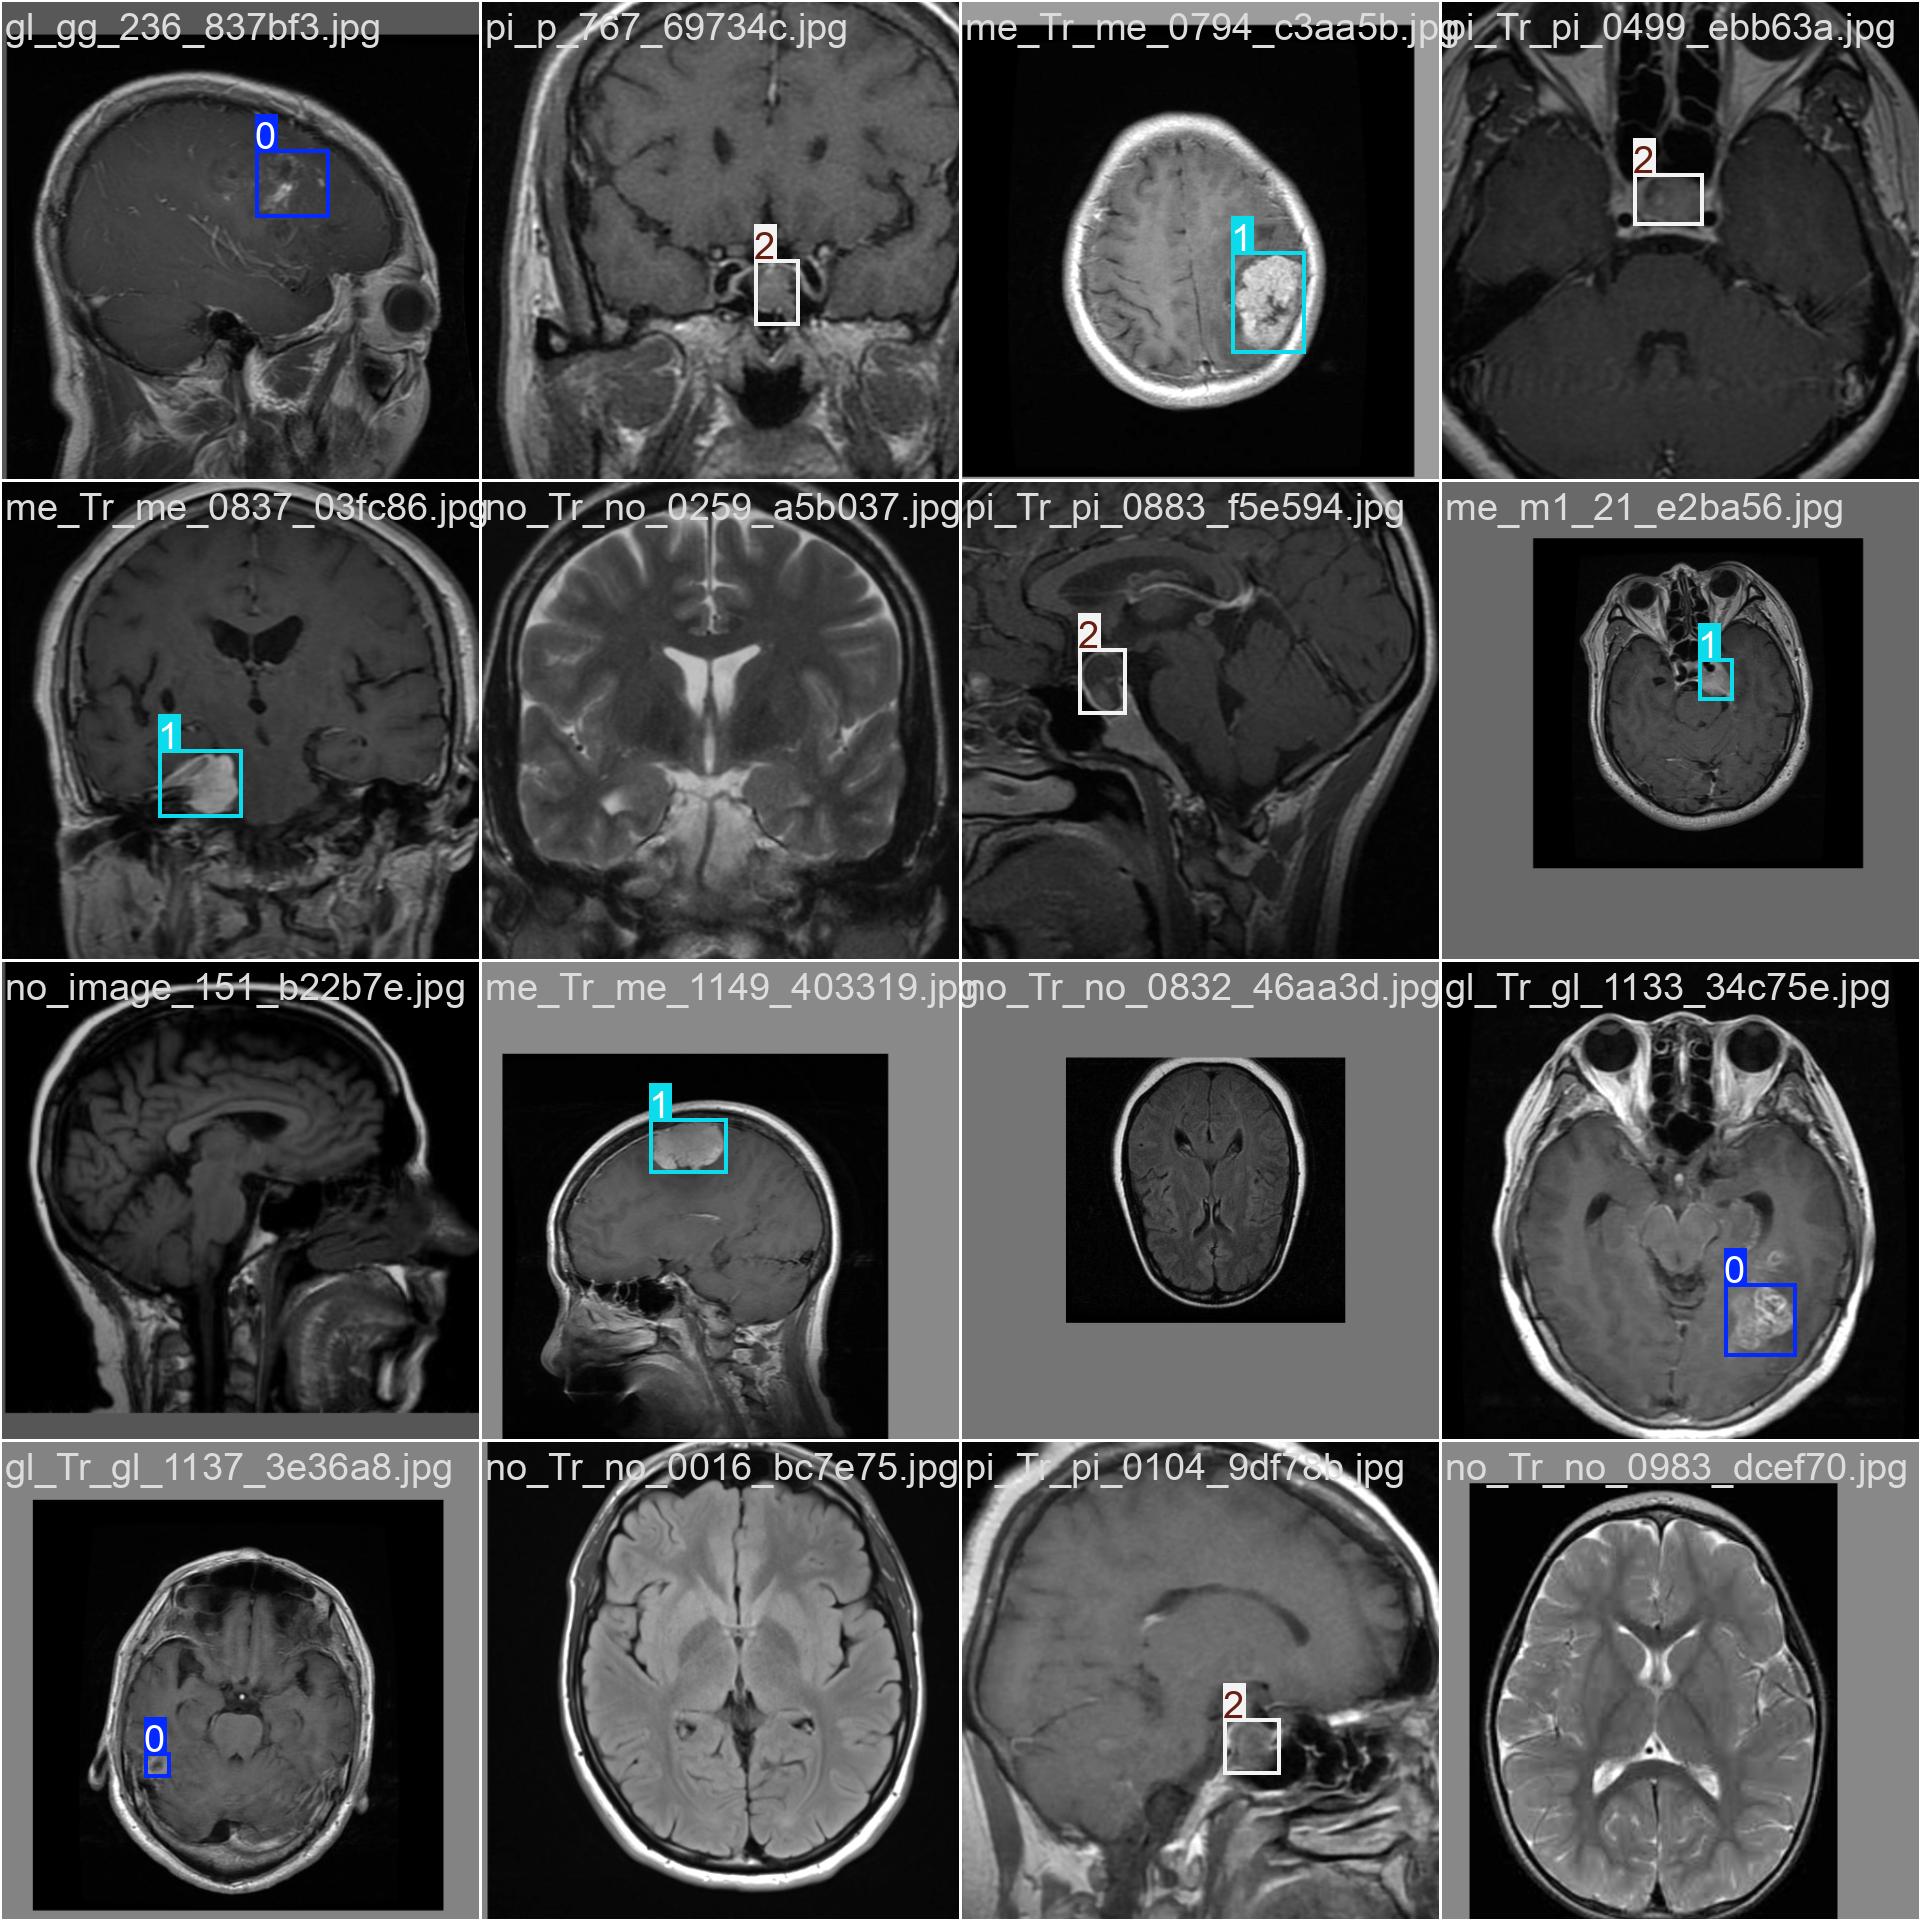 gl_gg_236_837bf3.jpg
0
pi_p_767_69734c.jpg
2
me_Tr_me_0794_c3aa5b.jpg
1
pi_Tr_pi_0499_ebb63a.jpg
2
me_Tr_me_0837_03fc86.jpg
1
no_Tr_no_0259_a5b037.jpg
pi_Tr_pi_0883_f5e594.jpg
2
me_m1_21_e2ba56.jpg
1
no_image_151_b22b7e.jpg
me_Tr_me_1149_403319.jpg
1
no_Tr_no_0832_46aa3d.jpg
gl_Tr_gl_1133_34c75e.jpg
0
gl_Tr_gl_1137_3e36a8.jpg
0
no_Tr_no_0016_bc7e75.jpg
pi_Tr_pi_0104_9df78b.jpg
2
no_Tr_no_0983_dcef70.jpg